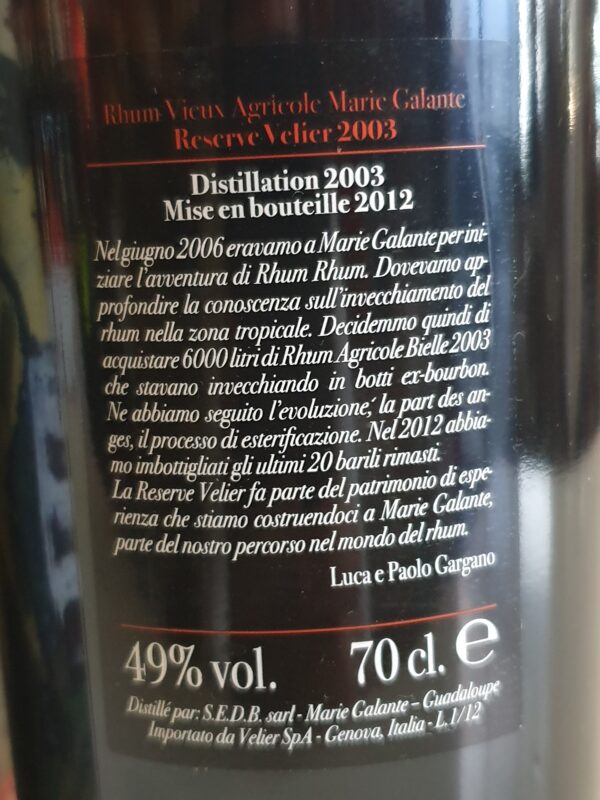 Rhum Vieux Agricole Marie Galante
Reserve Velier 2003
Distillation 2003
Mise en bouteille 2012
Nel giugno 2006 eravamo a Marie Galante per ini-
ziare l'avventura di Rhum Rhum. Dovevamo ap-
profondire la conoscenza sull'invecchiamento del
rhum nella zona tropicale. Decidemmo quindi di
acquistare 6000 litri di Rhum Agricole Bielle 2003
che stavano invecchiando in botti ex-bourbon.
Ne abbiamo seguito l'evoluzione, la part des an-
ges, il processo di esterificazione. Nel 2012 abbia-
mo imbottigliati gli ultimi 20 barili rimasti.
La Reserve Velier fa parte del patrimonio di espe-
rienza che stiamo costruendoci a Marie Galante,
parte del nostro percorso nel mondo del rhum.
Luca e Paolo Gargano
49% vol. 70 cl. e
Distillé par: S.E.D.B. sarl - Marie Galante – Guadaloupe
Importato da Velier SpA - Genova, Italia - L.1/12